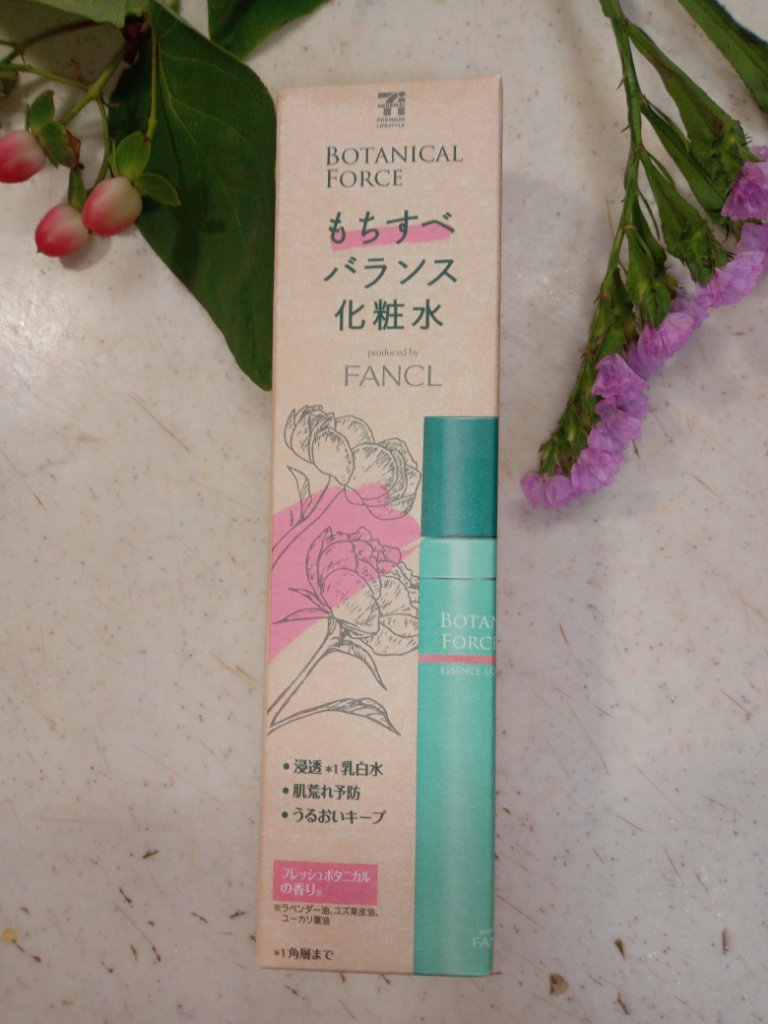 PREMIUM
LIFESTYLE
BOTANICAL
FORCE
もちすべ
バランス
化粧水
produced by
FANCL
BOTAN
FORC
ESSENCE LO
•浸透*1乳白水
•肌荒れ予防
•うるおいキープ
フレッシュボタニカル
の香り※
※ラベンダー油、ユズ果皮油、
ユーカリ葉油
FA
*1角層まで